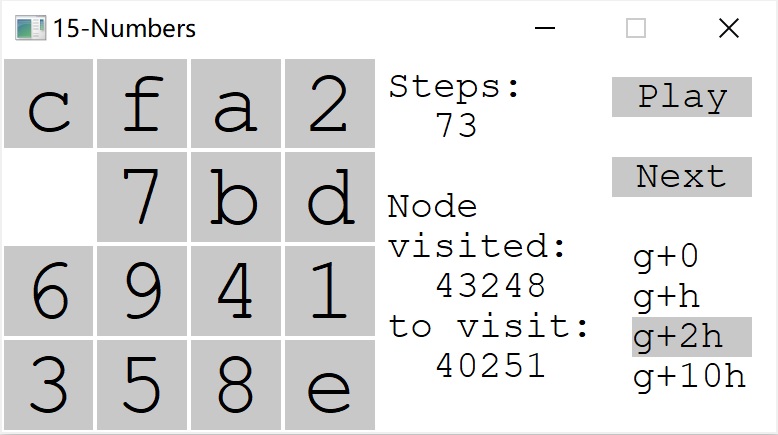 15-Numbers
c f a 2
7 b d
6 9 4 1
3 5 8 e
Steps:
73
Node
visited:
43248
to visit:
40251
Play
Next
g+0
g+h
g+2h
g+10h